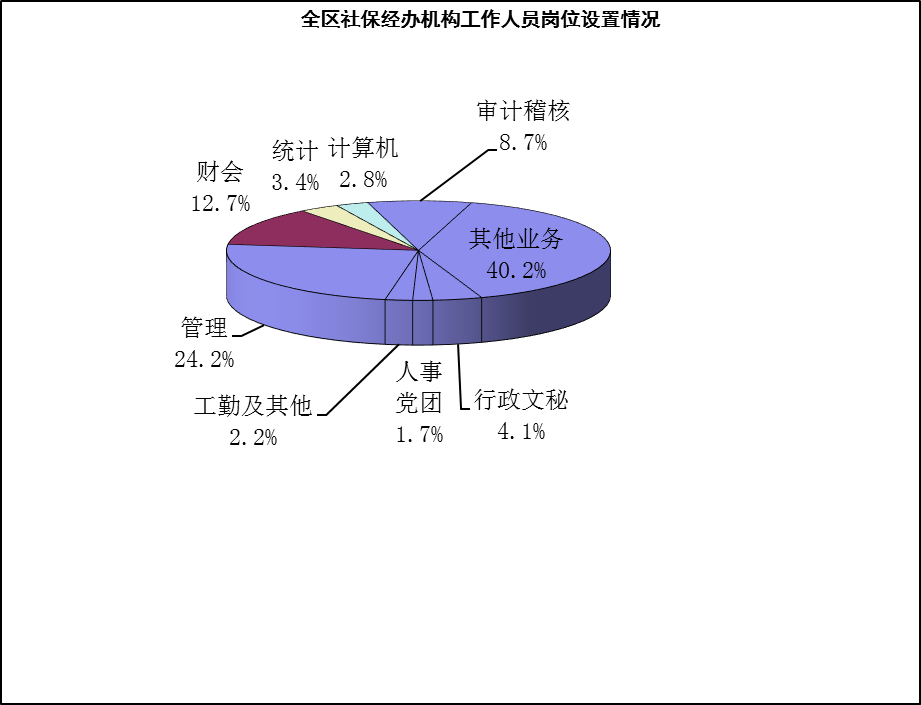 全区社保经办机构工作人员岗位设置情况
审计稽核
8.7%
计算机
2.8%
统计
3.4%
财会
12.7%
其他业务
40.2%
管理
24.2%
工勤及其他
2.2%
人事
党团
1.7%
行政文秘
4.1%